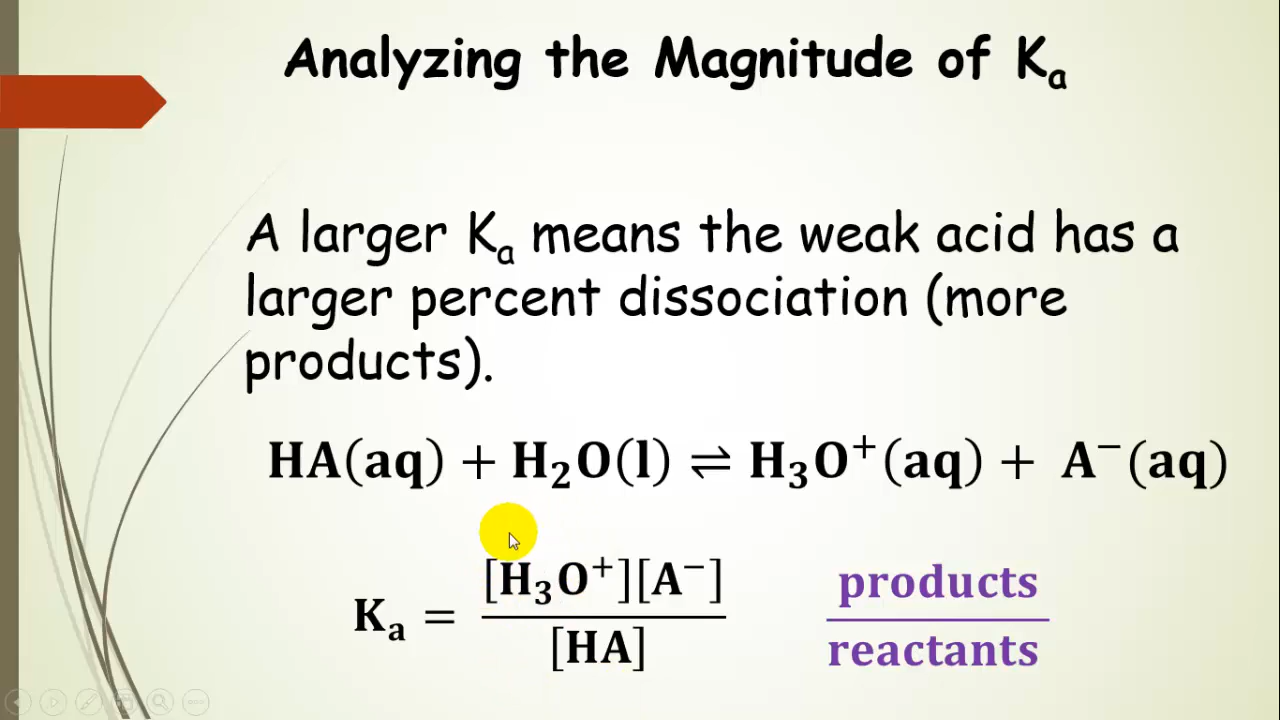 Analyzing the Magnitude of Kₐ
A larger Kₐ means the weak acid has a
larger percent dissociation (more
products).
HA(aq) + H₂O(l) ⇌ H₃O⁺(aq) + A⁻(aq)
Kₐ = [H₃O⁺][A⁻] / [HA]
products
reactants